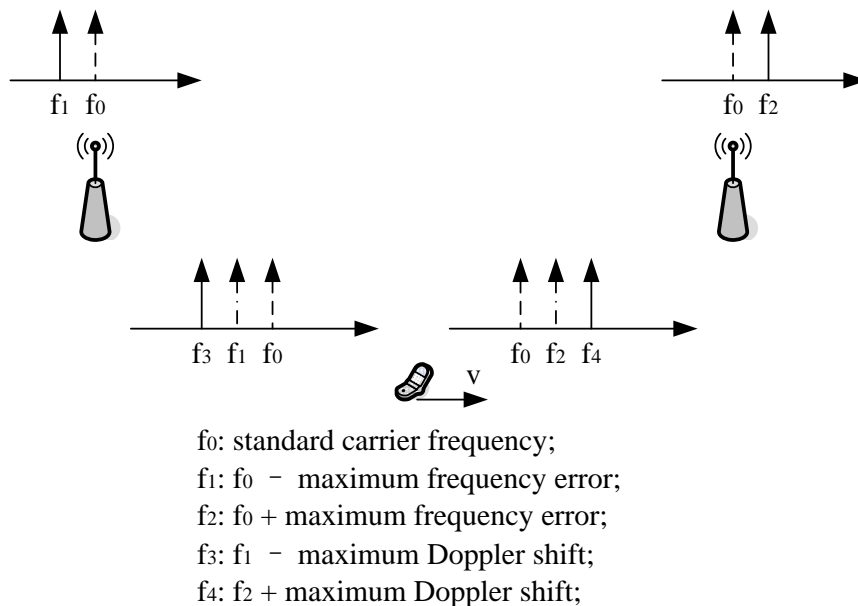 f1 f0
f0 f2
f3 f1 f0
f0 f2 f4
v
f0: standard carrier frequency;
f1: f0 － maximum frequency error;
f2: f0 + maximum frequency error;
f3: f1 － maximum Doppler shift;
f4: f2 + maximum Doppler shift;